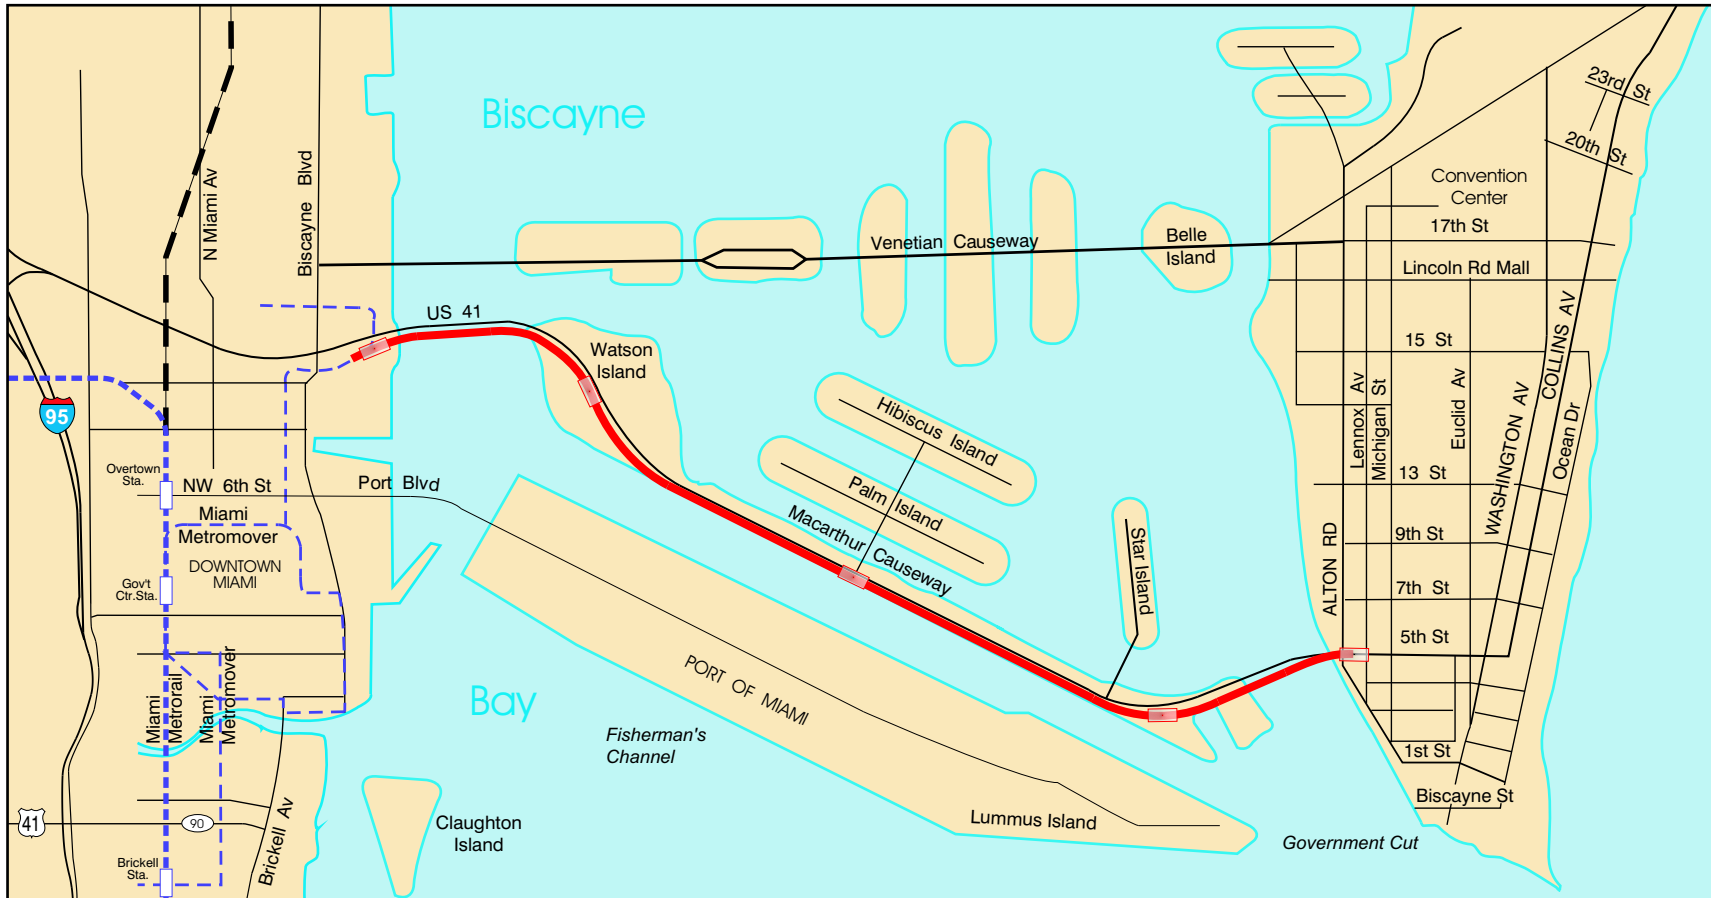 Biscayne
23rd St
20th St
Convention
Center
17th St
N Miami Av
Biscayne Blvd
Venetian Causeway
Belle
Island
Lincoln Rd Mall
US 41
Watson
Island
15 St
COLLINS AV
Lennox Av
Michigan St
Euclid Av
WASHINGTON AV
Ocean Dr
95
Hibiscus Island
Overtown
Sta.
NW 6th St
Port Blvd
Palm Island
13 St
Miami
Metromover
Macarthur Causeway
Star Island
ALTON RD
9th St
DOWNTOWN
MIAMI
Gov't
Ctr.Sta.
7th St
5th St
Miami
Metrorail
Miami
Metromover
Bay
PORT OF MIAMI
Fisherman's
Channel
1st St
Biscayne St
41
90
Claughton
Island
Lummus Island
Government Cut
Brickell
Sta.
Brickell Av